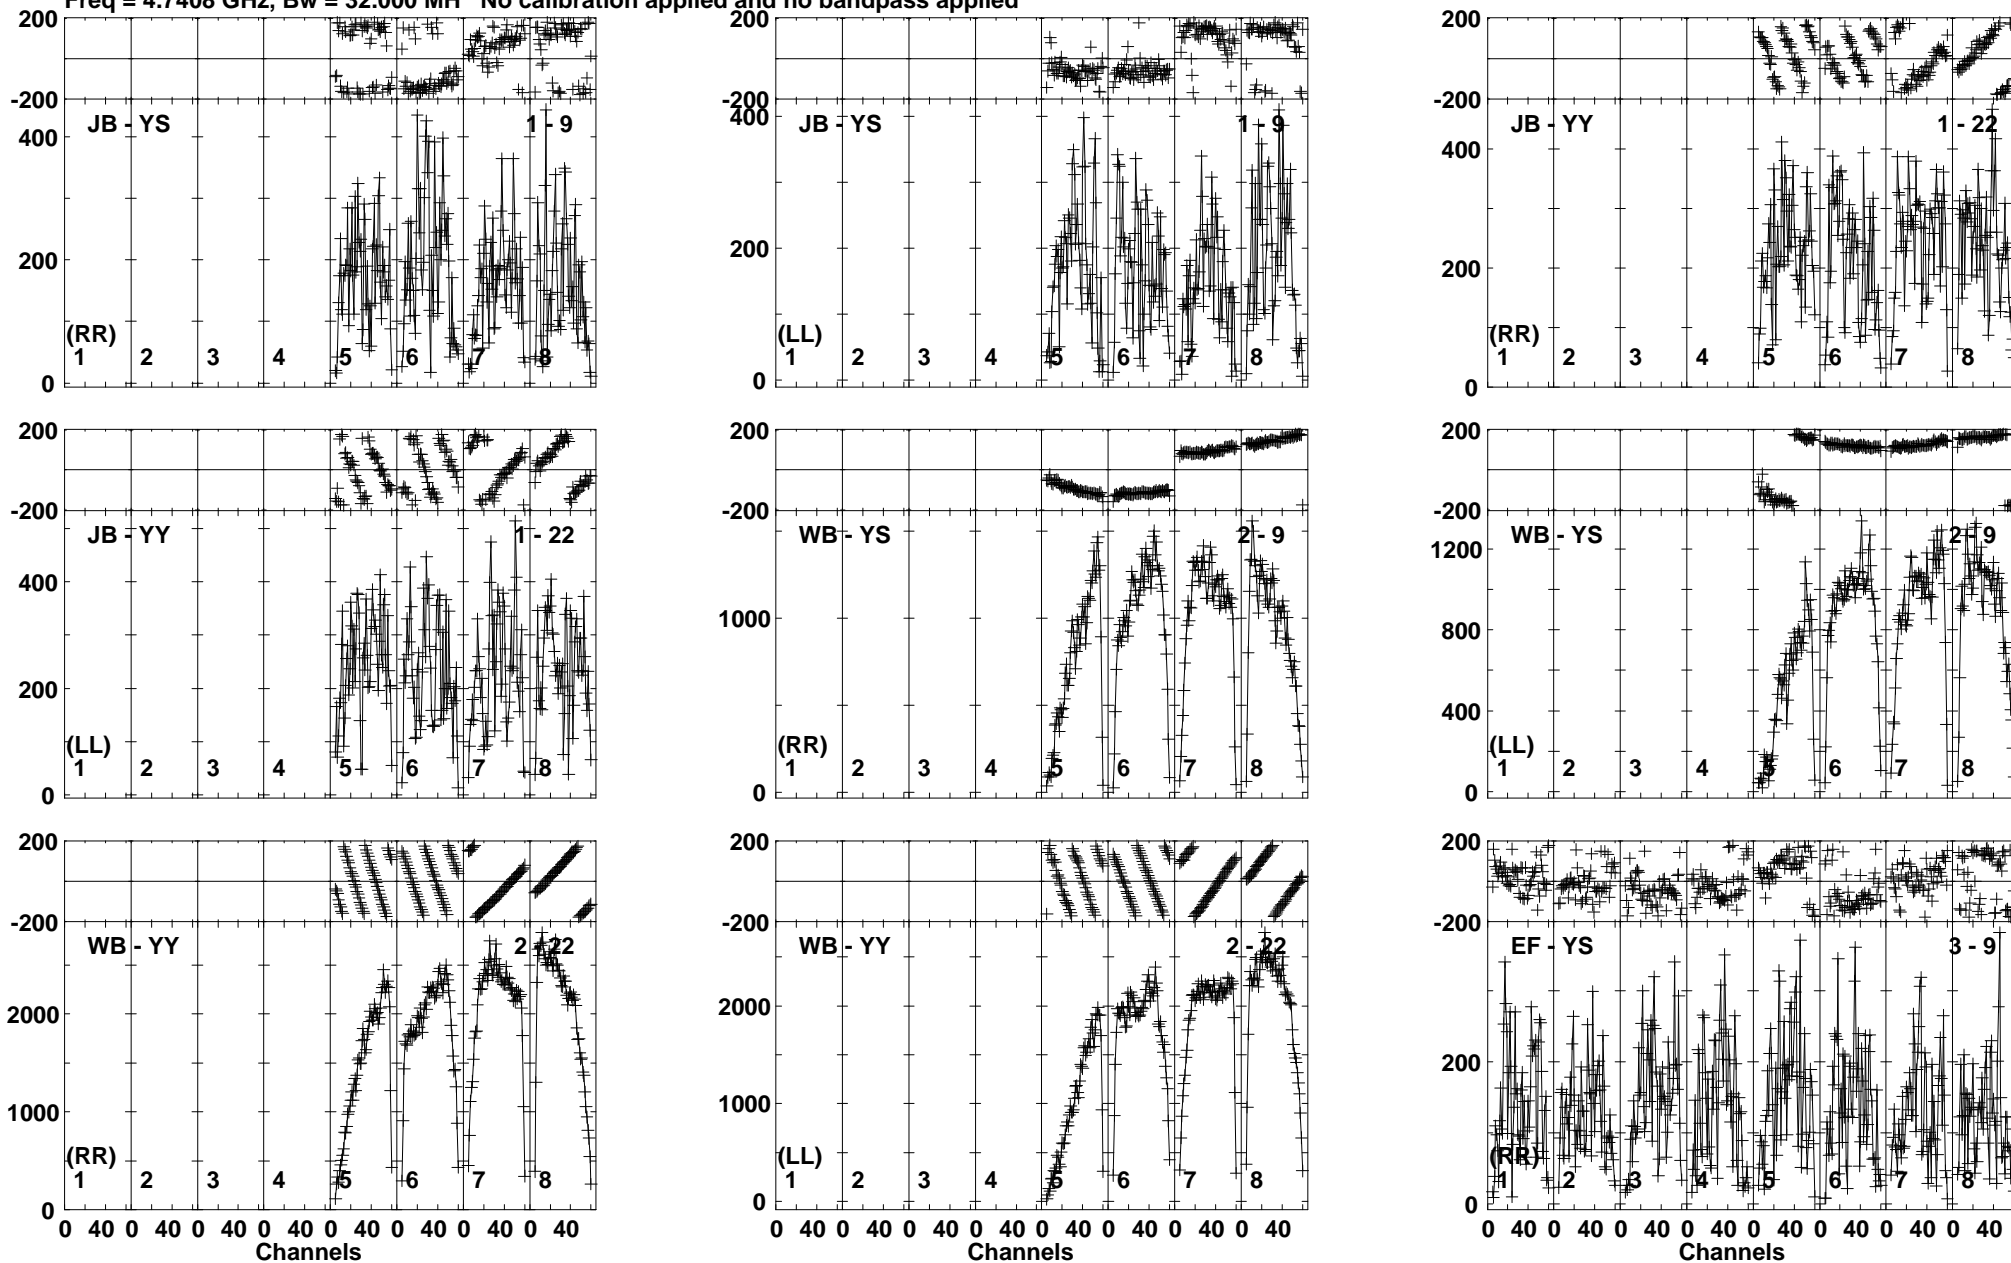 Freq = 4.7408 GHz, Bw = 32.000 MH No calibration applied and no bandpass applied
200 200 200
-200 -200 -200
JB - YS 1 - 9 JB - YS 1 - 9 JB - YY 1 - 22
400 400 400
200 200 200
(RR) (LL) (RR)
1 2 3 4 5 6 7 8 1 2 3 4 5 6 7 8 1 2 3 4 5 6 7 8
0 0 0
200 200 200
-200 -200 -200
JB - YY 1 - 22 WB - YS 2 - 9 WB - YS 2 - 9
1200
400 1000 800
200 400
(LL) (RR) (LL)
1 2 3 4 5 6 7 8 1 2 3 4 5 6 7 8 1 2 3 4 5 6 7 8
0 0 0
200 200 200
-200 -200 -200
WB - YY 2 - 22 WB - YY 2 - 22 EF - YS 3 - 9
2000 2000 200
1000 1000
(RR) (LL) (RR)
1 2 3 4 5 6 7 8 1 2 3 4 5 6 7 8 1 2 3 4 5 6 7 8
0 0 0
0 40 0 40 0 40 0 40 0 40 0 40 0 40 0 40 0 40 0 40 0 40 0 40 0 40 0 40 0 40 0 40 0 40 0 40 0 40 0 40 0 40 0 40 0 40 0 40
Channels Channels Channels